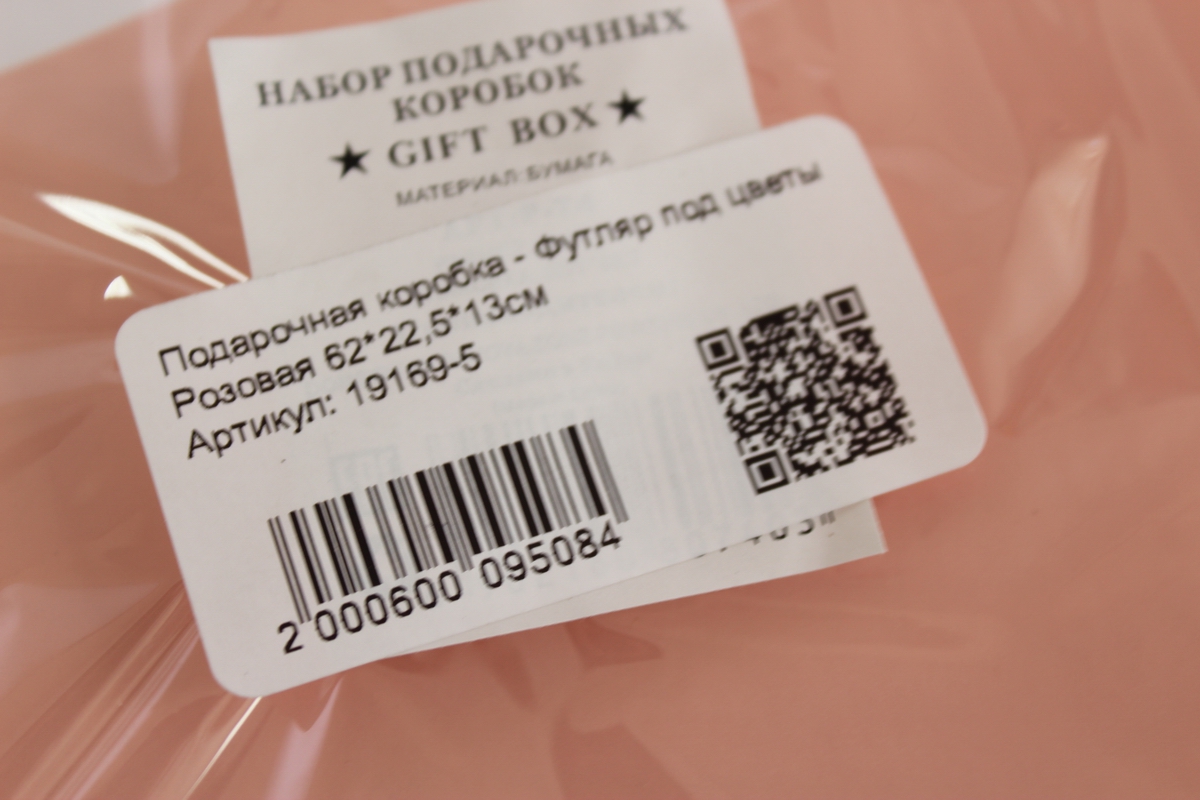 НАБОР ПОДАРОЧНЫХ
КОРОБОК
★ GIFT BOX ★
МАТЕРИАЛ:БУМАГА
Подарочная коробка - Футляр под цветы
Розовая 62*22,5*13см
Артикул: 19169-5
2 000600 095084